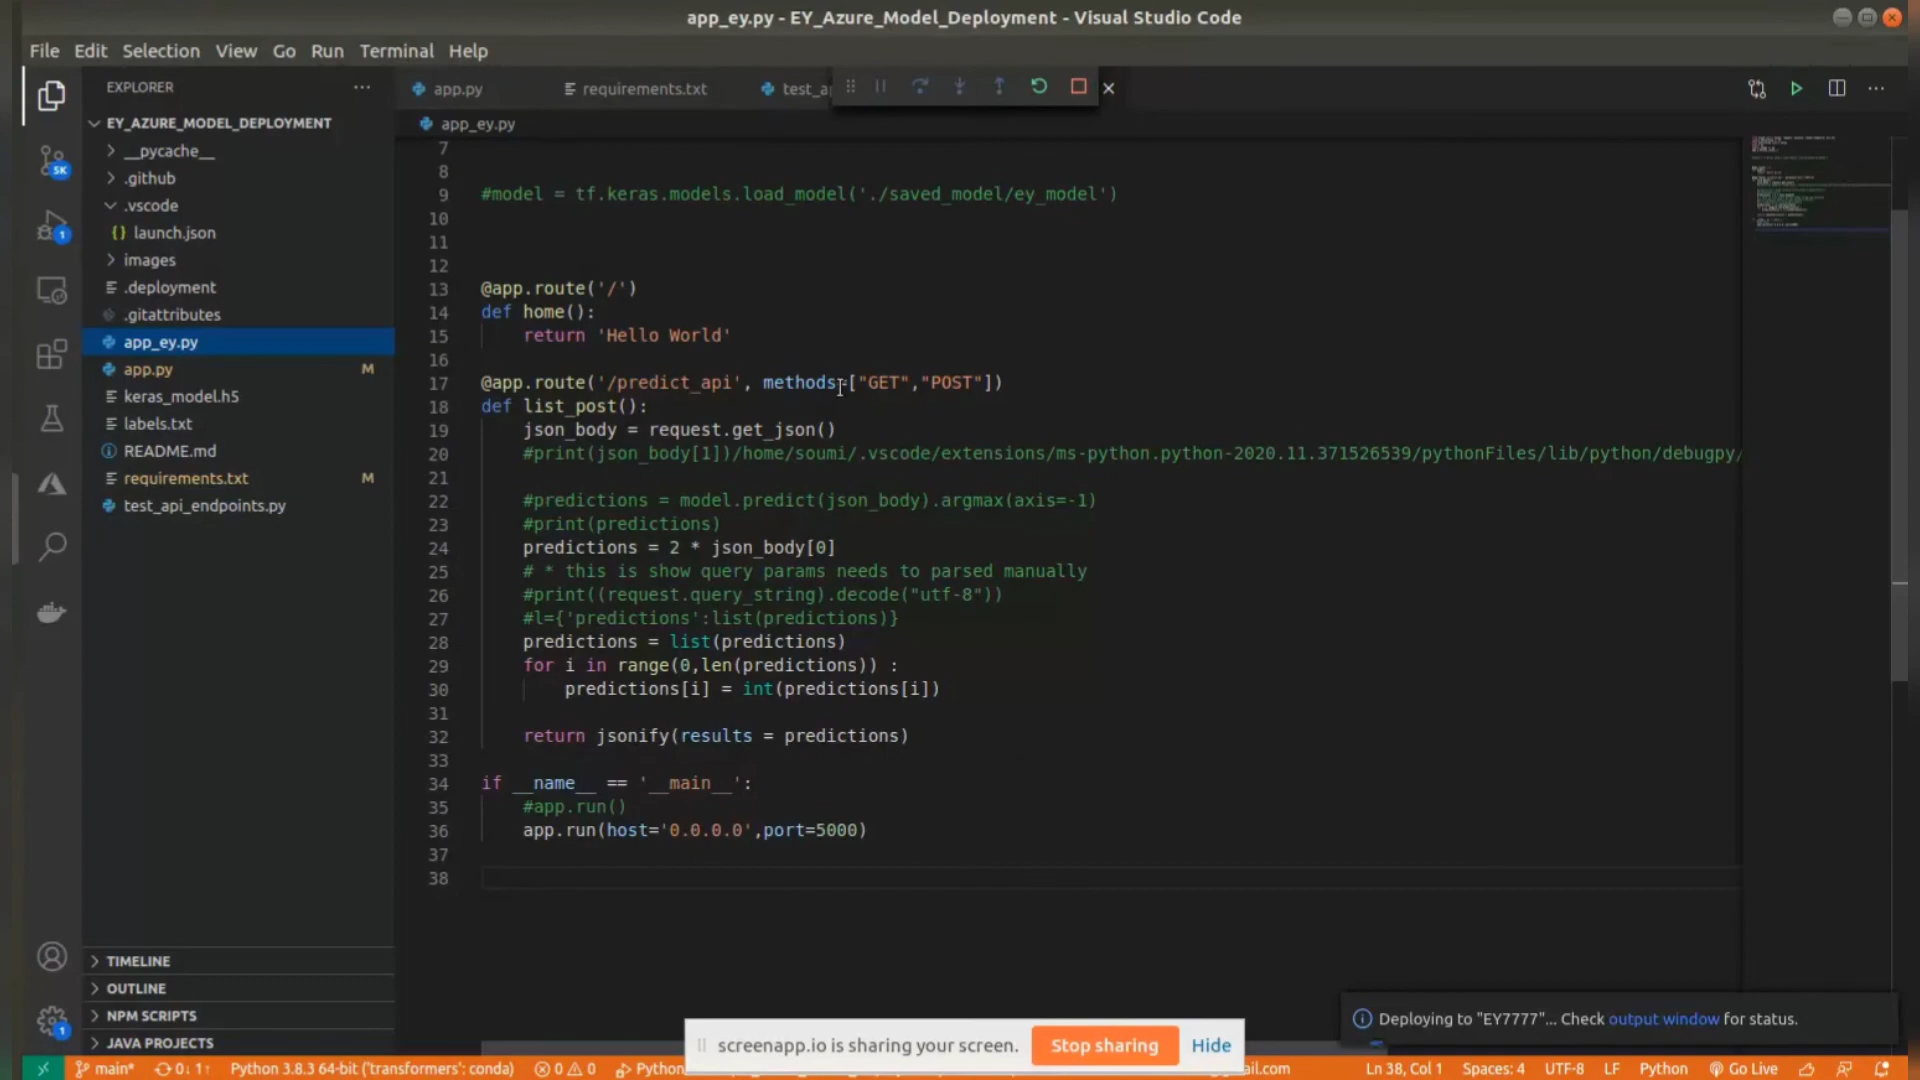 app_ey.py - EY_Azure_Model_Deployment - Visual Studio Code
File Edit Selection View Go Run Terminal Help
EXPLORER
EY_AZURE_MODEL_DEPLOYMENT
__pycache__
.github
.vscode
{} launch.json
images
.deployment
.gitattributes
app_ey.py
app.py M
keras_model.h5
labels.txt
README.md
requirements.txt M
test_api_endpoints.py
TIMELINE
OUTLINE
NPM SCRIPTS
JAVA PROJECTS
5K
1
1
app.py requirements.txt test_a
app_ey.py
7
8
9 #model = tf.keras.models.load_model('./saved_model/ey_model')
10
11
12
13 @app.route('/')
14 def home():
15 return 'Hello World'
16
17 @app.route('/predict_api', methods=["GET","POST"])
18 def list_post():
19 json_body = request.get_json()
20 #print(json_body[1])/home/soumi/.vscode/extensions/ms-python.python-2020.11.371526539/pythonFiles/lib/python/debugpy/
21
22 #predictions = model.predict(json_body).argmax(axis=-1)
23 #print(predictions)
24 predictions = 2 * json_body[0]
25 # * this is show query params needs to parsed manually
26 #print((request.query_string).decode("utf-8"))
27 #l={'predictions':list(predictions)}
28 predictions = list(predictions)
29 for i in range(0,len(predictions)) :
30 predictions[i] = int(predictions[i])
31
32 return jsonify(results = predictions)
33
34 if __name__ == '__main__':
35 #app.run()
36 app.run(host='0.0.0.0',port=5000)
37
38
Deploying to "EY7777"... Check output window for status.
screenapp.io is sharing your screen. Stop sharing Hide
main* 0↓ 1↑ Python 3.8.3 64-bit ('transformers': conda) 0 0 Python ail.com Ln 38, Col 1 Spaces: 4 UTF-8 LF Python Go Live